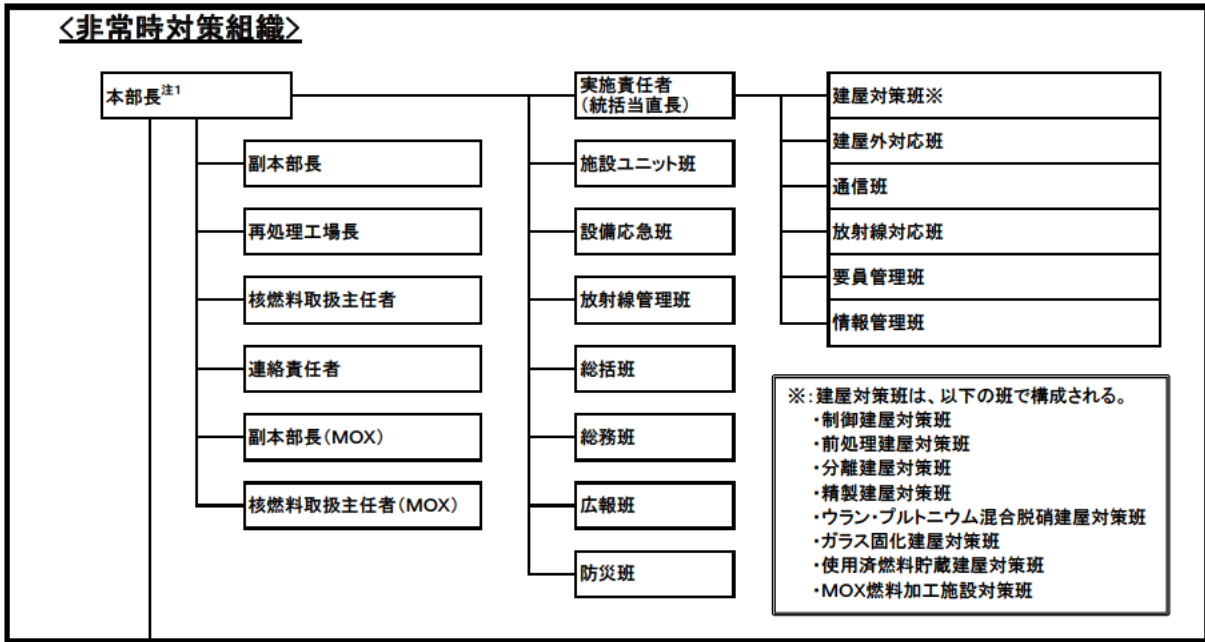 <非常時対策組織>
本部長注1
副本部長
再処理工場長
核燃料取扱主任者
連絡責任者
副本部長(MOX)
核燃料取扱主任者(MOX)
実施責任者
(統括当直長)
施設ユニット班
設備応急班
放射線管理班
総括班
総務班
広報班
防災班
建屋対策班※
建屋外対応班
通信班
放射線対応班
要員管理班
情報管理班
※:建屋対策班は、以下の班で構成される。
・制御建屋対策班
・前処理建屋対策班
・分離建屋対策班
・精製建屋対策班
・ウラン・プルトニウム混合脱硝建屋対策班
・ガラス固化建屋対策班
・使用済燃料貯蔵建屋対策班
・MOX燃料加工施設対策班